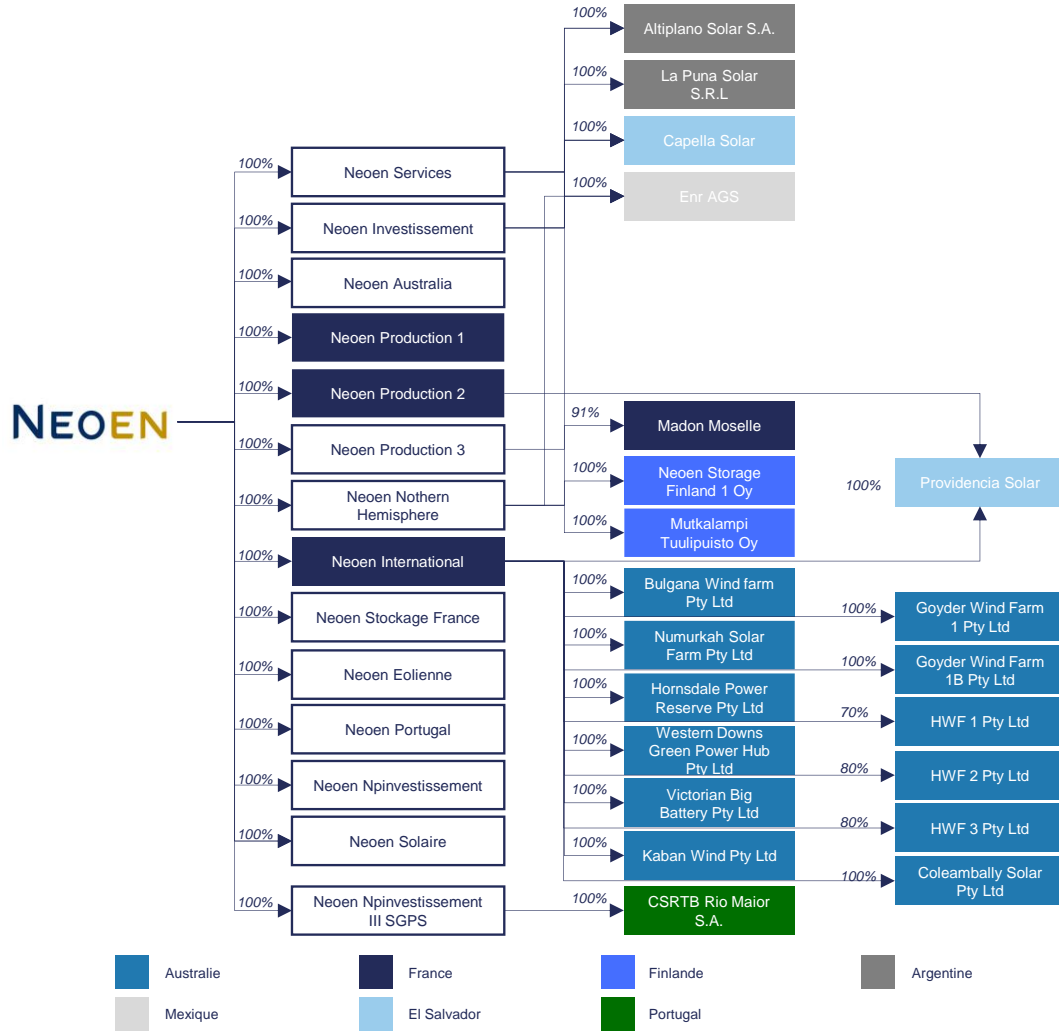 NEOEN
100%
Neoen Services
100%
Neoen Investissement
100%
Neoen Australia
100%
Neoen Production 1
100%
Neoen Production 2
100%
Neoen Production 3
100%
Neoen Nothern
Hemisphere
100%
Neoen International
100%
Neoen Stockage France
100%
Neoen Eolienne
100%
Neoen Portugal
100%
Neoen Npinvestissement
100%
Neoen Solaire
100%
Neoen Npinvestissement
III SGPS
100%
Altiplano Solar S.A.
100%
La Puna Solar
S.R.L
100%
Capella Solar
100%
Enr AGS
91%
Madon Moselle
100%
Neoen Storage
Finland 1 Oy
100%
Mutkalampi
Tuulipuisto Oy
100%
Bulgana Wind farm
Pty Ltd
100%
Numurkah Solar
Farm Pty Ltd
100%
Hornsdale Power
Reserve Pty Ltd
100%
Western Downs
Green Power Hub
Pty Ltd
100%
Victorian Big
Battery Pty Ltd
100%
Kaban Wind Pty Ltd
100%
CSRTB Rio Maior
S.A.
100%
Providencia Solar
100%
Goyder Wind Farm
1 Pty Ltd
100%
Goyder Wind Farm
1B Pty Ltd
70%
HWF 1 Pty Ltd
80%
HWF 2 Pty Ltd
80%
HWF 3 Pty Ltd
100%
Coleambally Solar
Pty Ltd
Australie
France
Finlande
Argentine
Mexique
El Salvador
Portugal